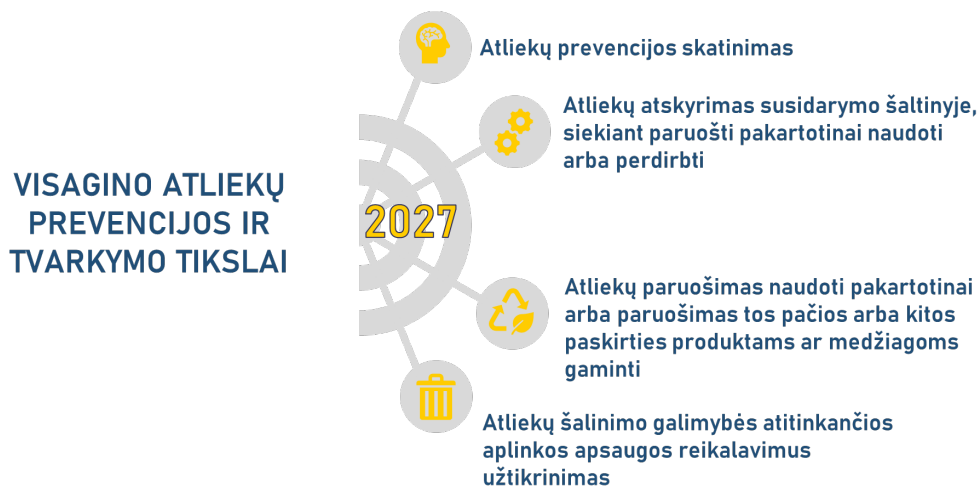 VISAGINO ATLIEKŲ
PREVENCIJOS IR
TVARKYMO TIKSLAI
2027
Atliekų prevencijos skatinimas
Atliekų atskyrimas susidarymo šaltinyje,
siekiant paruošti pakartotinai naudoti
arba perdirbti
Atliekų paruošimas naudoti pakartotinai
arba paruošimas tos pačios arba kitos
paskirties produktams ar medžiagoms
gaminti
Atliekų šalinimo galimybės atitinkančios
aplinkos apsaugos reikalavimus
užtikrinimas